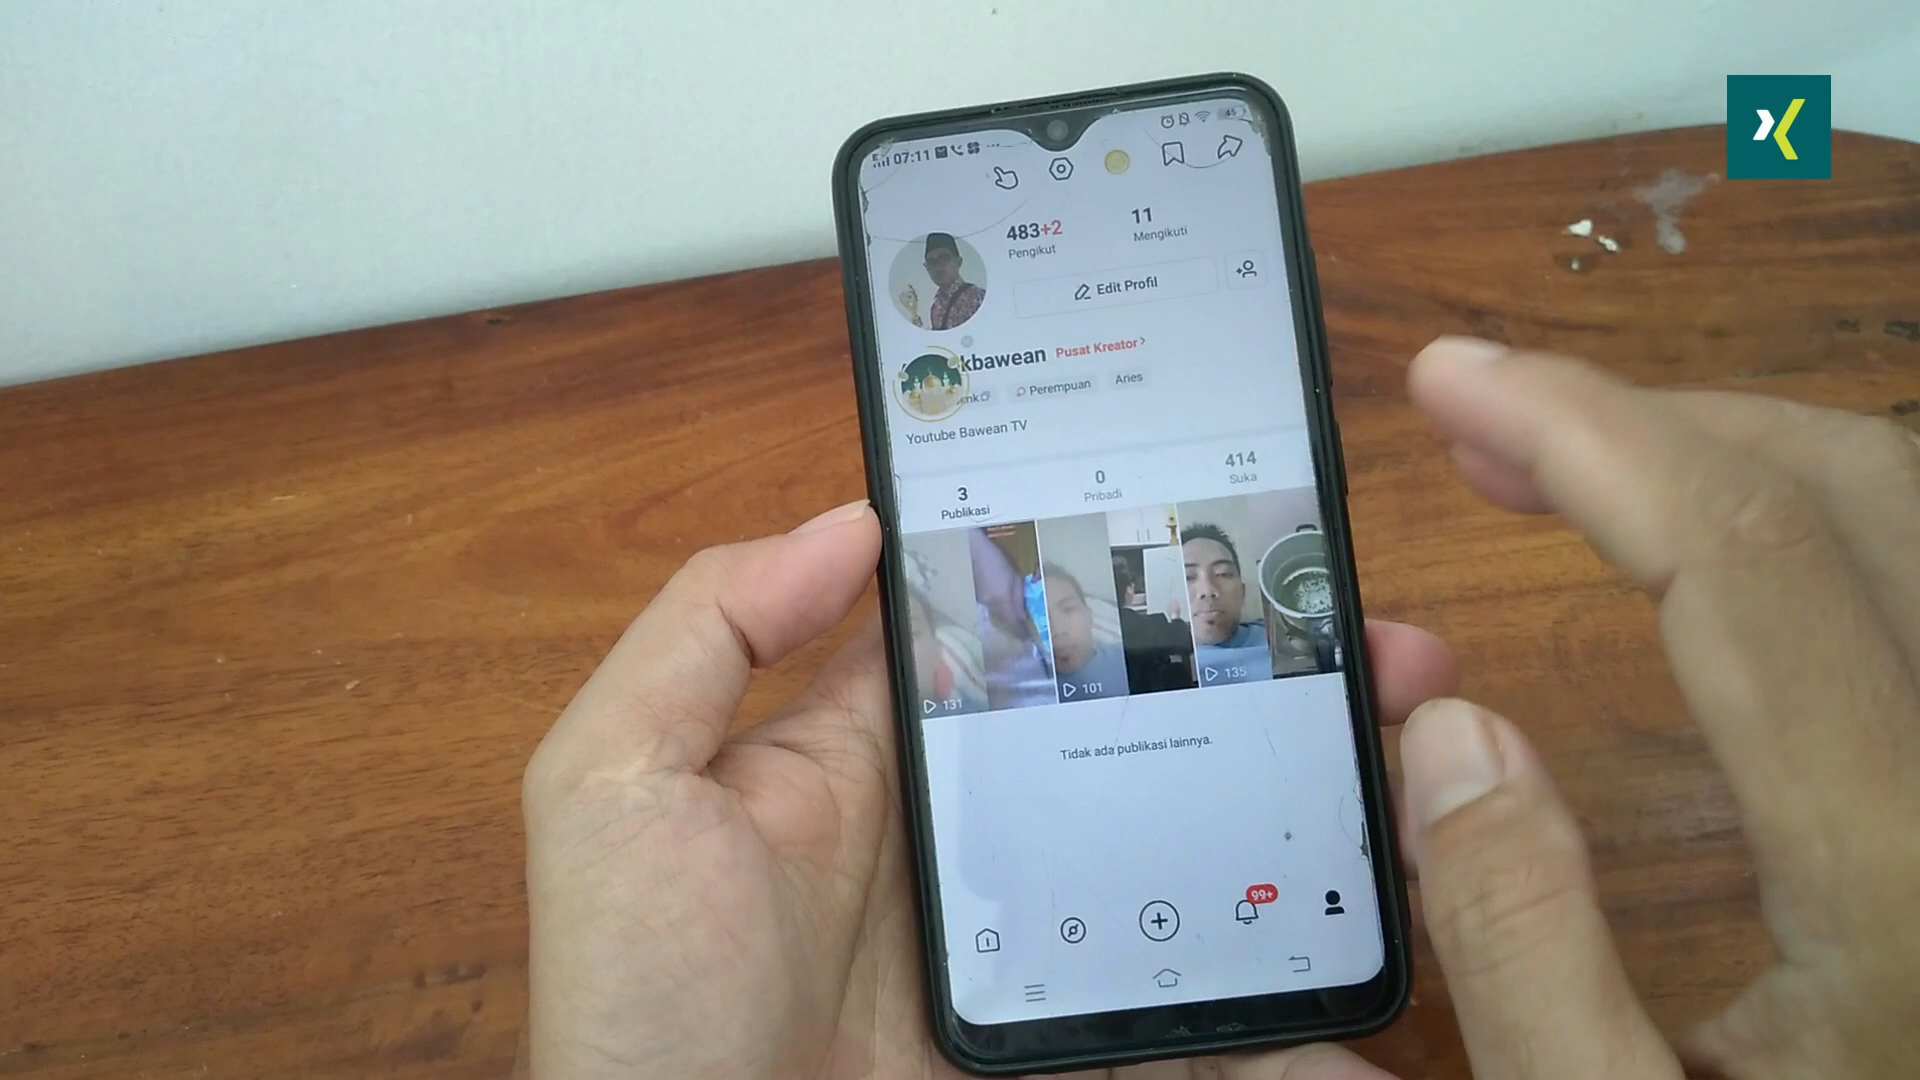 07:11
45
483+2
Pengikut
11
Mengikuti
Edit Profil
kbawean Pusat Kreator
Perempuan
Aries
Youtube Bawean TV
3
Publikasi
0
Pribadi
414
Suka
131
101
135
Tidak ada publikasi lainnya.
99+